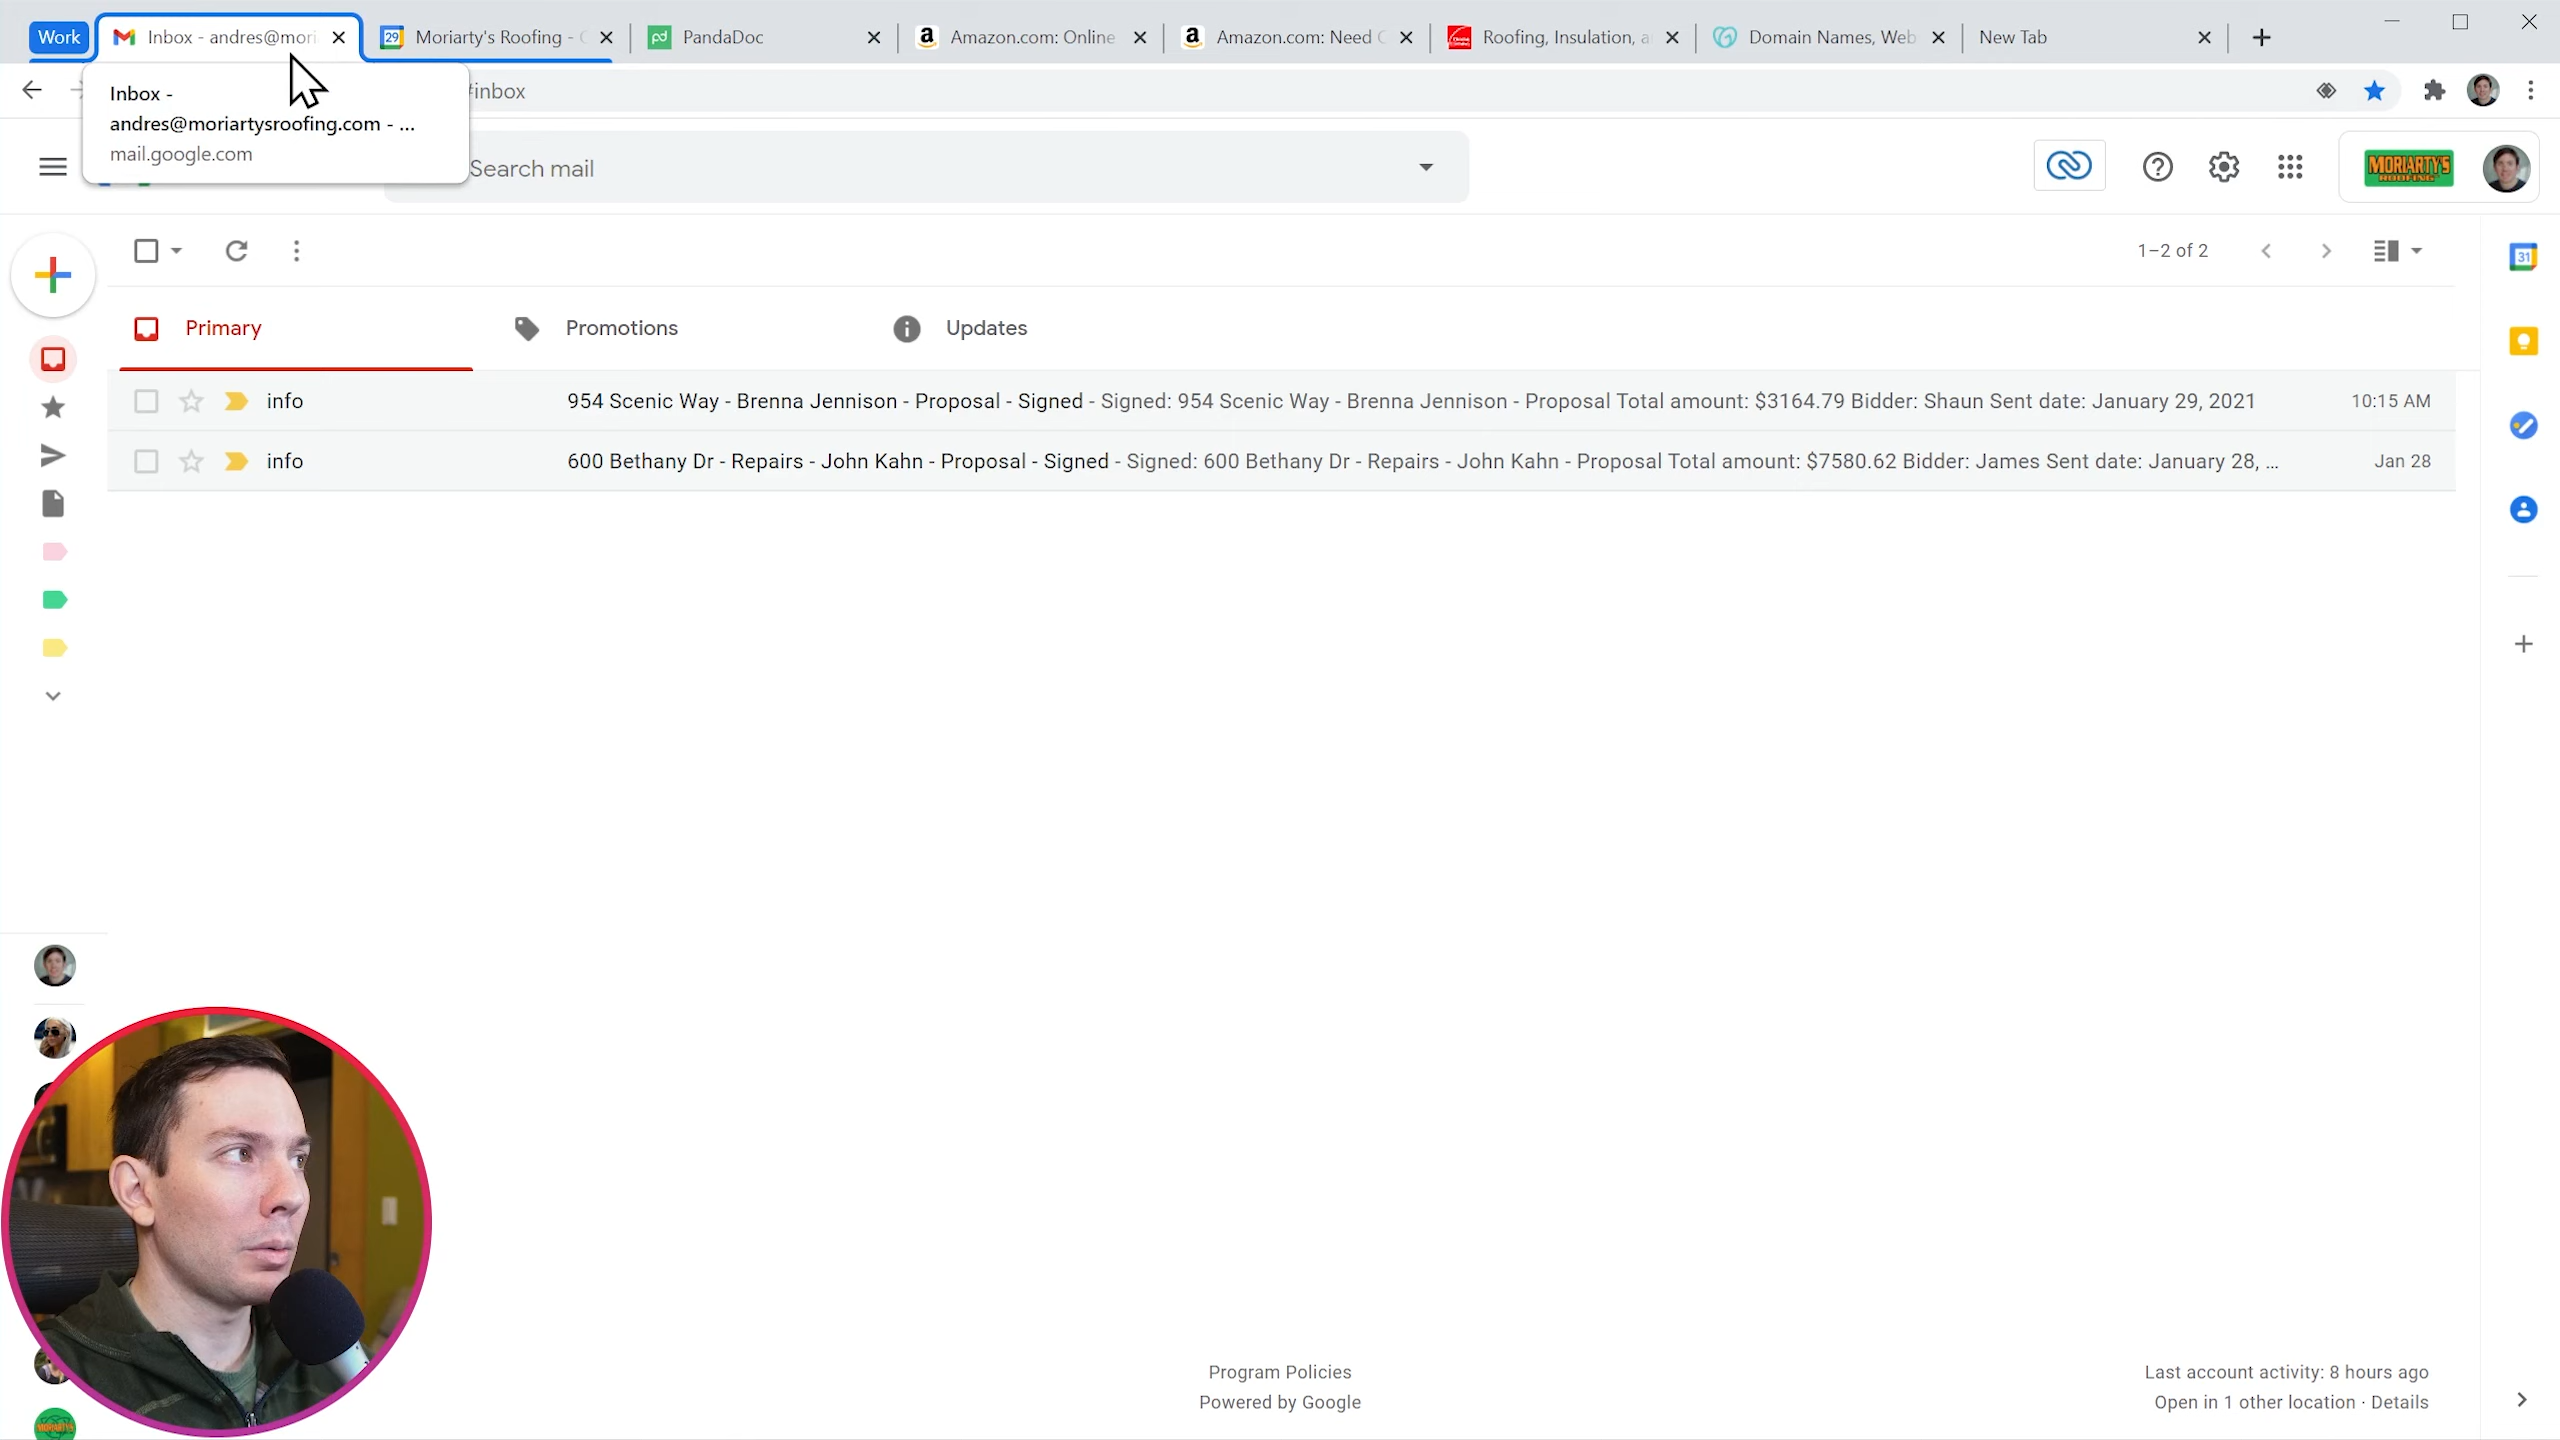 Work
Inbox - andres@mori
Moriarty's Roofing -
PandaDoc
Amazon.com: Online
Amazon.com: Need
Roofing, Insulation, a
Domain Names, Web
New Tab
Inbox -
andres@moriartysroofing.com - ...
mail.google.com
#inbox
Search mail
MORIARTY'S
ROOFING
1–2 of 2
31
29
Primary
Promotions
Updates
info
954 Scenic Way - Brenna Jennison - Proposal - Signed - Signed: 954 Scenic Way - Brenna Jennison - Proposal Total amount: $3164.79 Bidder: Shaun Sent date: January 29, 2021
10:15 AM
info
600 Bethany Dr - Repairs - John Kahn - Proposal - Signed - Signed: 600 Bethany Dr - Repairs - John Kahn - Proposal Total amount: $7580.62 Bidder: James Sent date: January 28, ...
Jan 28
Program Policies
Powered by Google
Last account activity: 8 hours ago
Open in 1 other location · Details
MORIARTY'S